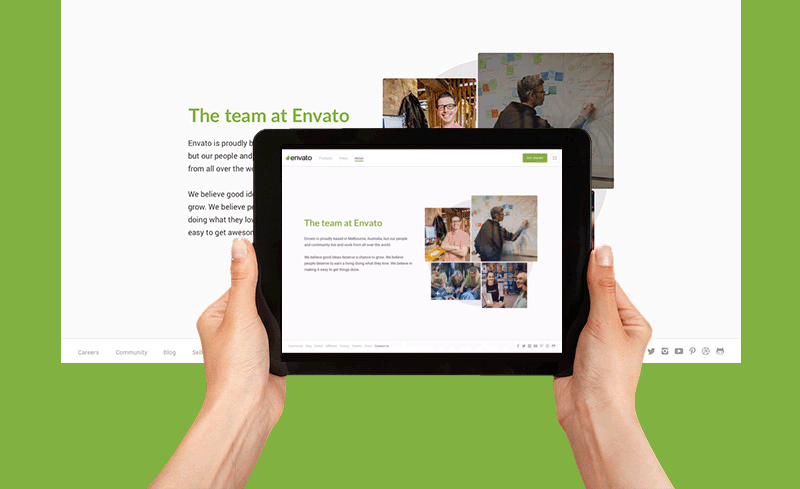 The team at Envato
Envato is proudly b
but our people and
from all over the wo
We believe good ide
grow. We believe pe
doing what they lov
easy to get awesom
Careers Community Blog Sell
envato Products Press About
The team at Envato
Envato is proudly based in Melbourne, Australia, but our people
and community live and work from all over the world.
We believe good ideas deserve a chance to grow. We believe
people deserve to earn a living doing what they love. We believe in
making it easy to get things done.